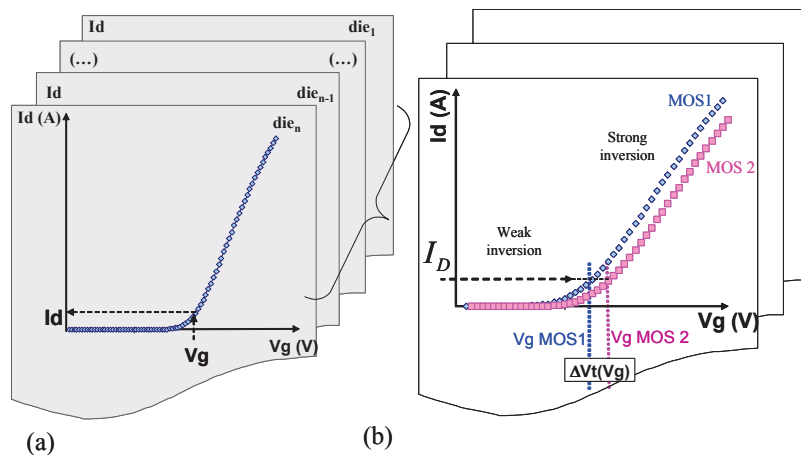 Id die1
(...) (...)
Id dien-1
Id (A)
dien
Id
Vg (V)
Vg
(a)
Id (A)
MOS1
Strong
inversion
MOS 2
Weak
inversion
ID
Vg (V)
Vg MOS1 Vg MOS 2
ΔVt(Vg)
(b)